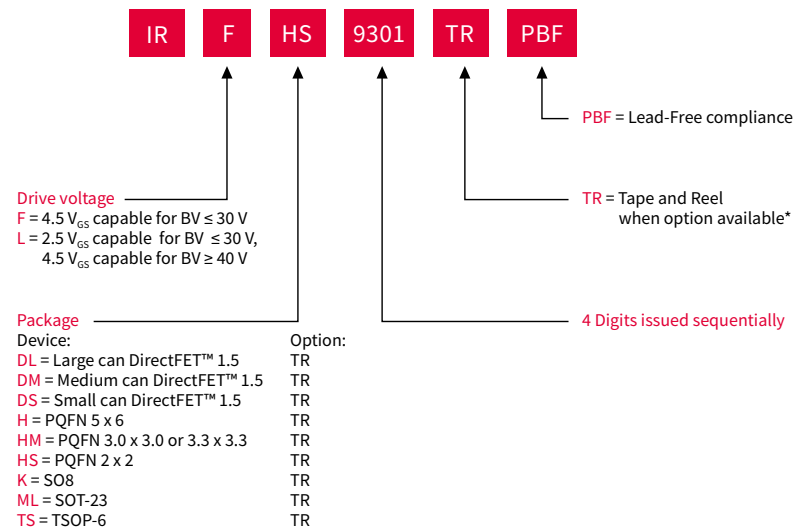 IR F HS 9301 TR PBF
PBF = Lead-Free compliance
Drive voltage
F = 4.5 VGS capable for BV ≤ 30 V
L = 2.5 VGS capable for BV ≤ 30 V,
4.5 VGS capable for BV ≥ 40 V
TR = Tape and Reel
when option available*
Package
4 Digits issued sequentially
Device: Option:
DL = Large can DirectFET™ 1.5 TR
DM = Medium can DirectFET™ 1.5 TR
DS = Small can DirectFET™ 1.5 TR
H = PQFN 5 x 6 TR
HM = PQFN 3.0 x 3.0 or 3.3 x 3.3 TR
HS = PQFN 2 x 2 TR
K = SO8 TR
ML = SOT-23 TR
TS = TSOP-6 TR